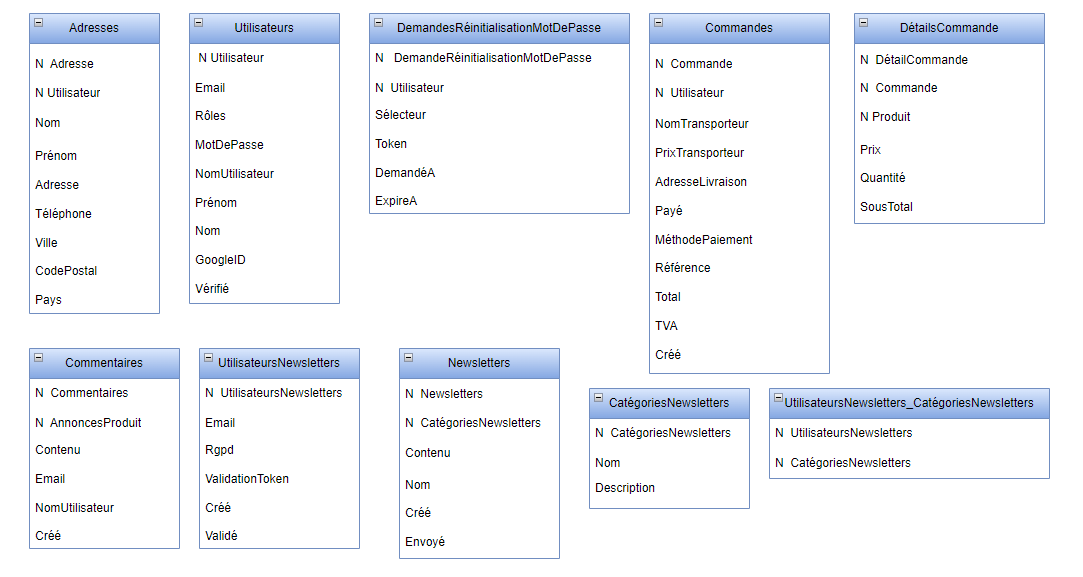 Adresses
N Adresse
N Utilisateur
Nom
Prénom
Adresse
Téléphone
Ville
CodePostal
Pays
Utilisateurs
N Utilisateur
Email
Rôles
MotDePasse
NomUtilisateur
Prénom
Nom
GoogleID
Vérifié
DemandesRéinitialisationMotDePasse
N DemandeRéinitialisationMotDePasse
N Utilisateur
Sélecteur
Token
DemandéA
ExpireA
Commandes
N Commande
N Utilisateur
NomTransporteur
PrixTransporteur
AdresseLivraison
Payé
MéthodePaiement
Référence
Total
TVA
Créé
DétailsCommande
N DétailCommande
N Commande
N Produit
Prix
Quantité
SousTotal
Commentaires
N Commentaires
N AnnoncesProduit
Contenu
Email
NomUtilisateur
Créé
UtilisateursNewsletters
N UtilisateursNewsletters
Email
Rgpd
ValidationToken
Créé
Validé
Newsletters
N Newsletters
N CatégoriesNewsletters
Contenu
Nom
Créé
Envoyé
CatégoriesNewsletters
N CatégoriesNewsletters
Nom
Description
UtilisateursNewsletters_CatégoriesNewsletters
N UtilisateursNewsletters
N CatégoriesNewsletters